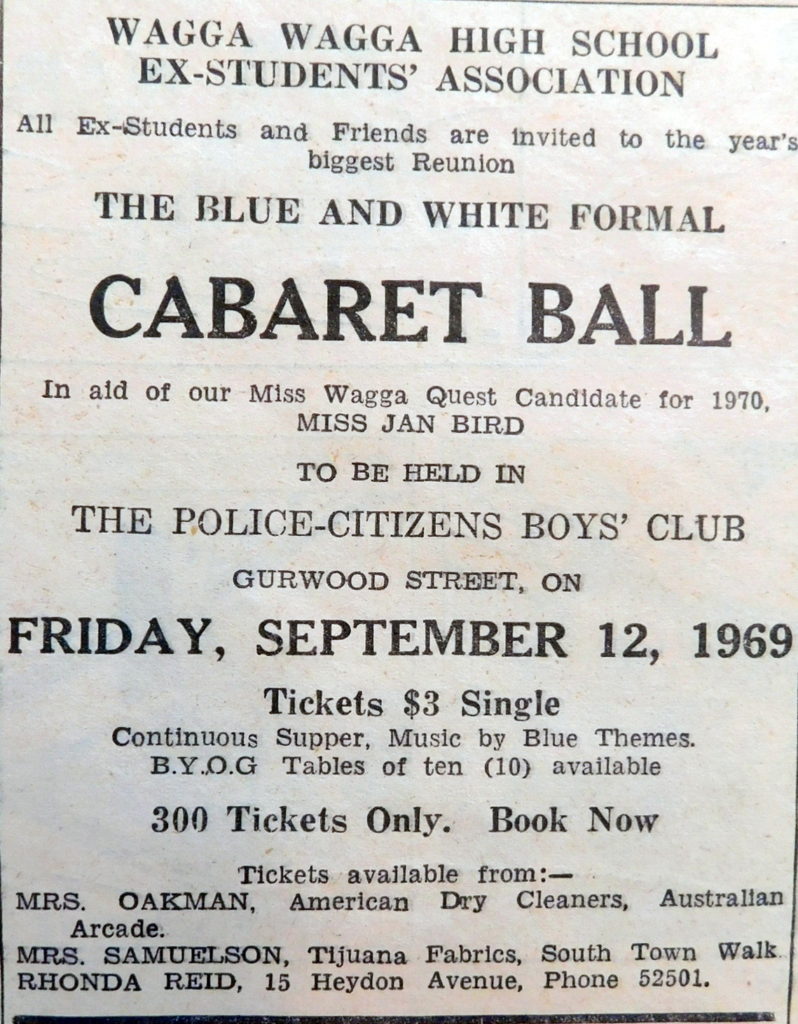 WAGGA WAGGA HIGH SCHOOL
EX-STUDENTS' ASSOCIATION
All Ex-Students and Friends are invited to the year's
biggest Reunion
THE BLUE AND WHITE FORMAL
CABARET BALL
In aid of our Miss Wagga Quest Candidate for 1970,
MISS JAN BIRD
TO BE HELD IN
THE POLICE-CITIZENS BOYS' CLUB
GURWOOD STREET, ON
FRIDAY, SEPTEMBER 12, 1969
Tickets $3 Single
Continuous Supper, Music by Blue Themes.
B.Y.O.G Tables of ten (10) available
300 Tickets Only. Book Now
Tickets available from:—
MRS. OAKMAN, American Dry Cleaners, Australian
Arcade.
MRS. SAMUELSON, Tijuana Fabrics, South Town Walk.
RHONDA REID, 15 Heydon Avenue, Phone 52501.